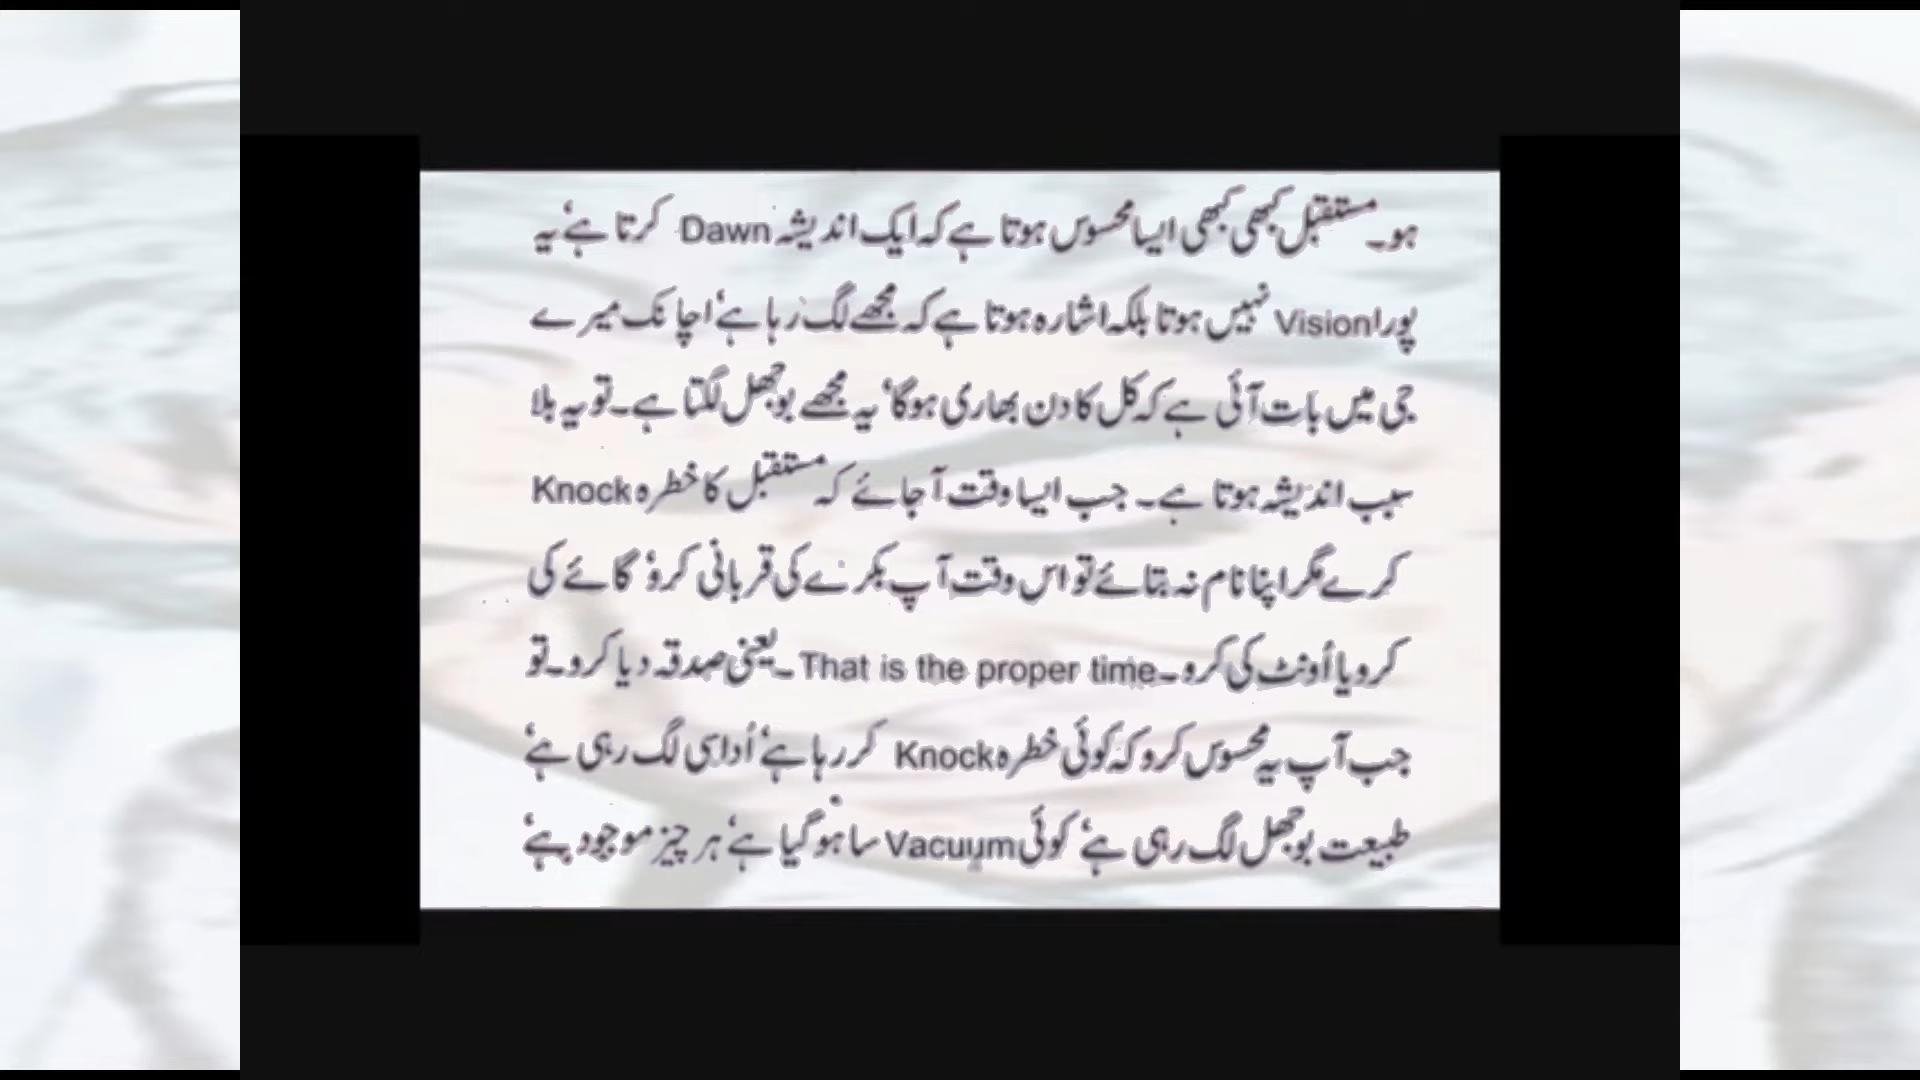 ہو۔ مستقبل کبھی کبھی ایسا محسوس ہوتا ہے کہ ایک اندیشہ Dawn کرتا ہے‘ یہ
پورا Vision نہیں ہوتا بلکہ اشارہ ہوتا ہے کہ مجھے لگ رہا ہے‘ اچانک میرے
جی میں بات آئی ہے کہ کل کا دن بھاری ہوگا‘ یہ مجھے بوجھل لگتا ہے۔ تو یہ بلا
سبب اندیشہ ہوتا ہے۔ جب ایسا وقت آ جائے کہ مستقبل کا خطرہ Knock
کرے مگر اپنا نام نہ بتائے تو اس وقت آپ بکرے کی قربانی کرو‘ گائے کی
کرو یا اُونٹ کی کرو۔ That is the proper time۔ یعنی صدقہ دیا کرو۔ تو
جب آپ یہ محسوس کرو کہ کوئی خطرہ Knock کر رہا ہے‘ اُداسی لگ رہی ہے‘
طبیعت بوجھل لگ رہی ہے‘ کوئی Vacuum سا ہو گیا ہے‘ ہر چیز موجود ہے‘